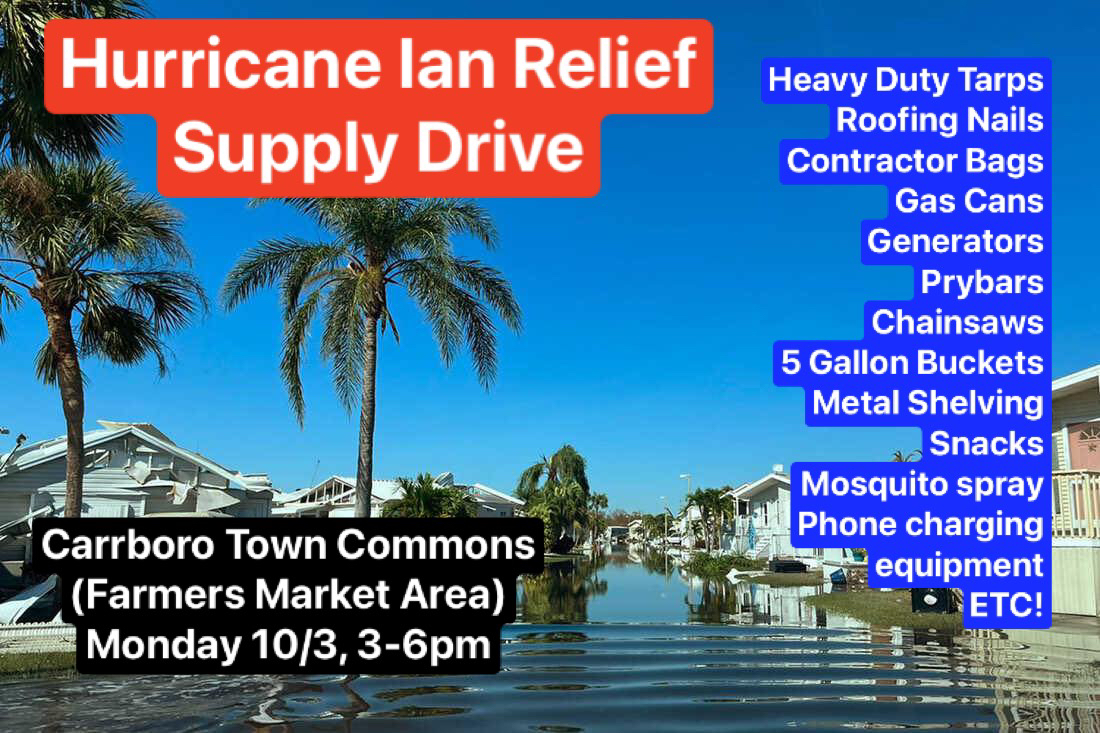 Hurricane Ian Relief
Supply Drive
Heavy Duty Tarps
Roofing Nails
Contractor Bags
Gas Cans
Generators
Prybars
Chainsaws
5 Gallon Buckets
Metal Shelving
Snacks
Mosquito spray
Phone charging
equipment
ETC!
Carrboro Town Commons
(Farmers Market Area)
Monday 10/3, 3-6pm